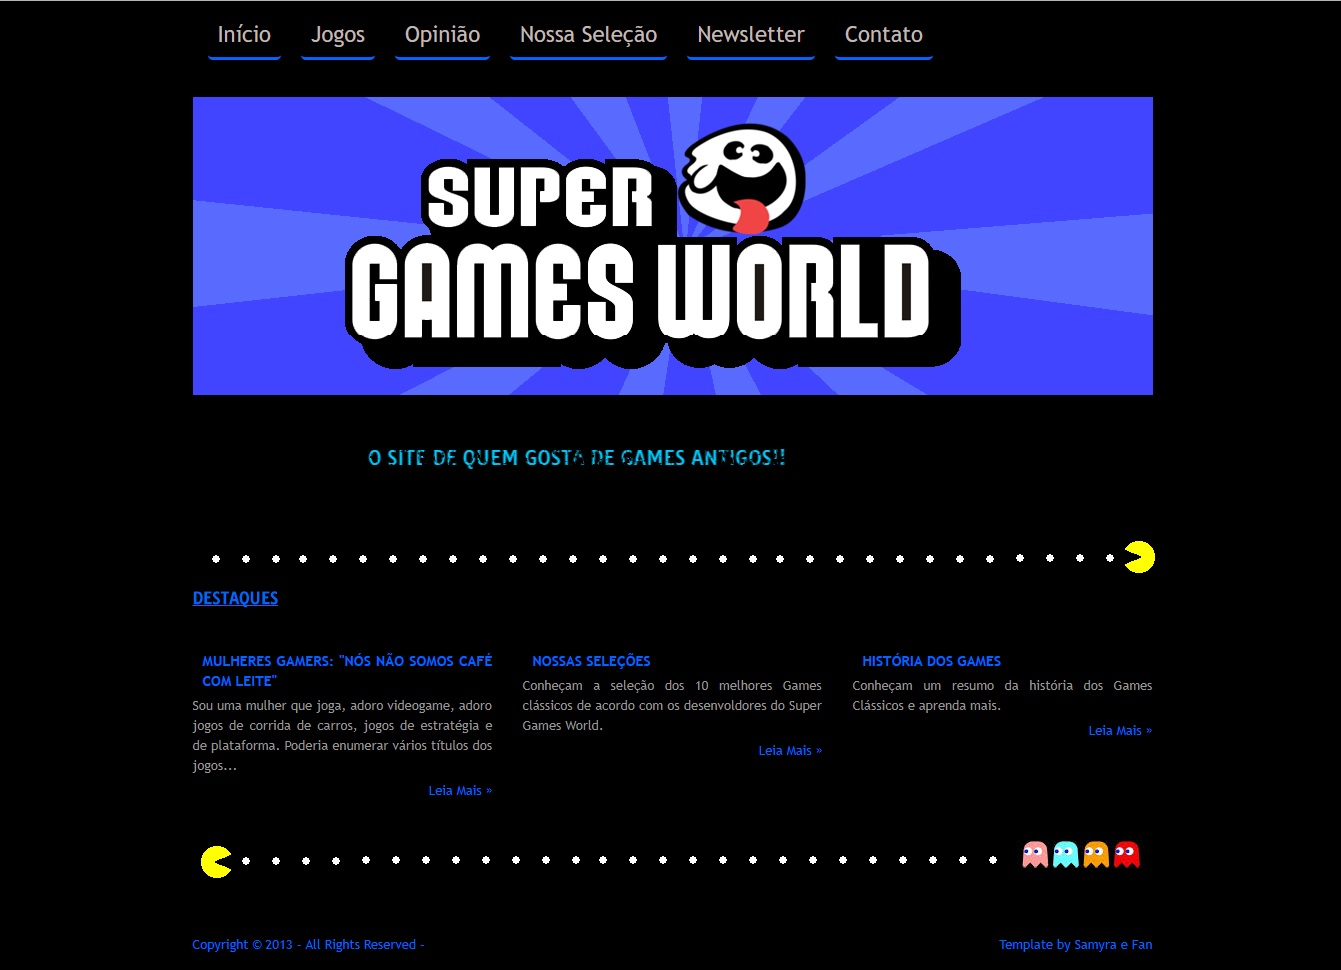 Início Jogos Opinião Nossa Seleção Newsletter Contato
SUPER
GAMES WORLD
O SITE DE QUEM GOSTA DE GAMES ANTIGOS!!
DESTAQUES
MULHERES GAMERS: "NÓS NÃO SOMOS CAFÉ
COM LEITE"
Sou uma mulher que joga, adoro videogame, adoro
jogos de corrida de carros, jogos de estratégia e
de plataforma. Poderia enumerar vários títulos dos
jogos...
Leia Mais »
NOSSAS SELEÇÕES
Conheçam a seleção dos 10 melhores Games
clássicos de acordo com os desenvoldores do Super
Games World.
Leia Mais »
HISTÓRIA DOS GAMES
Conheçam um resumo da história dos Games
Clássicos e aprenda mais.
Leia Mais »
Copyright © 2013 - All Rights Reserved -
Template by Samyra e Fan